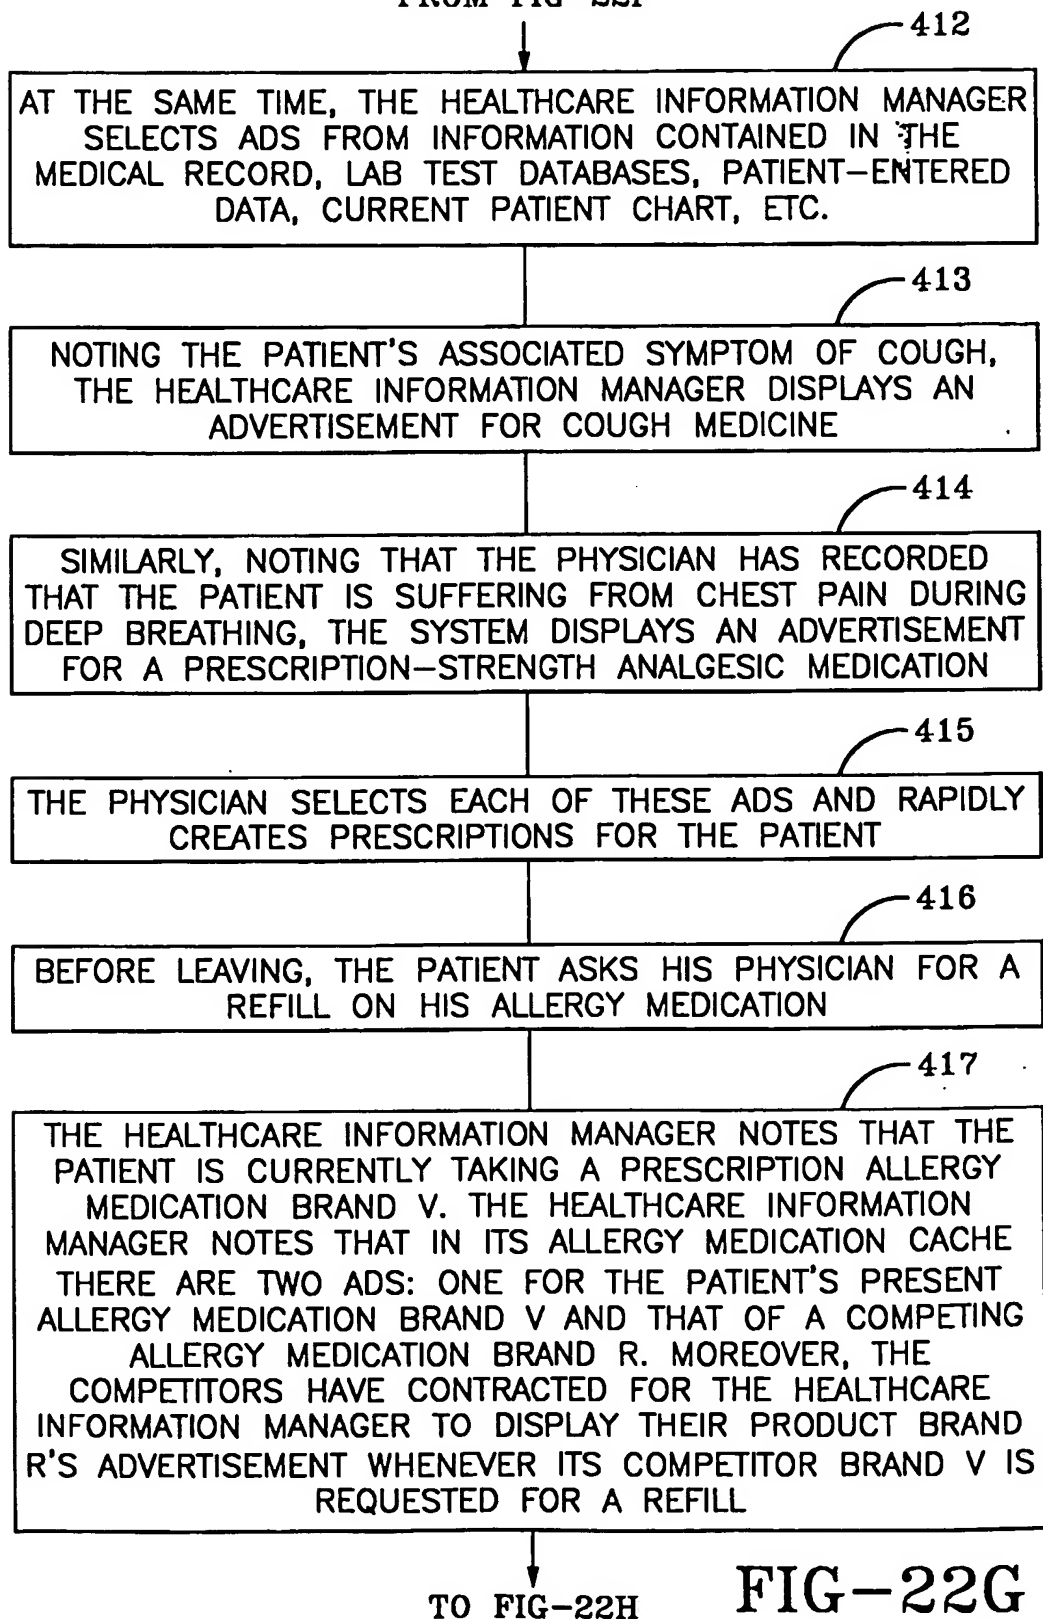 FROM FIG-22F
412
AT THE SAME TIME, THE HEALTHCARE INFORMATION MANAGER
SELECTS ADS FROM INFORMATION CONTAINED IN THE
MEDICAL RECORD, LAB TEST DATABASES, PATIENT-ENTERED
DATA, CURRENT PATIENT CHART, ETC.
413
NOTING THE PATIENT'S ASSOCIATED SYMPTOM OF COUGH,
THE HEALTHCARE INFORMATION MANAGER DISPLAYS AN
ADVERTISEMENT FOR COUGH MEDICINE
414
SIMILARLY, NOTING THAT THE PHYSICIAN HAS RECORDED
THAT THE PATIENT IS SUFFERING FROM CHEST PAIN DURING
DEEP BREATHING, THE SYSTEM DISPLAYS AN ADVERTISEMENT
FOR A PRESCRIPTION-STRENGTH ANALGESIC MEDICATION
415
THE PHYSICIAN SELECTS EACH OF THESE ADS AND RAPIDLY
CREATES PRESCRIPTIONS FOR THE PATIENT
416
BEFORE LEAVING, THE PATIENT ASKS HIS PHYSICIAN FOR A
REFILL ON HIS ALLERGY MEDICATION
417
THE HEALTHCARE INFORMATION MANAGER NOTES THAT THE
PATIENT IS CURRENTLY TAKING A PRESCRIPTION ALLERGY
MEDICATION BRAND V. THE HEALTHCARE INFORMATION
MANAGER NOTES THAT IN ITS ALLERGY MEDICATION CACHE
THERE ARE TWO ADS: ONE FOR THE PATIENT'S PRESENT
ALLERGY MEDICATION BRAND V AND THAT OF A COMPETING
ALLERGY MEDICATION BRAND R. MOREOVER, THE
COMPETITORS HAVE CONTRACTED FOR THE HEALTHCARE
INFORMATION MANAGER TO DISPLAY THEIR PRODUCT BRAND
R'S ADVERTISEMENT WHENEVER ITS COMPETITOR BRAND V IS
REQUESTED FOR A REFILL
TO FIG-22H
FIG-22G